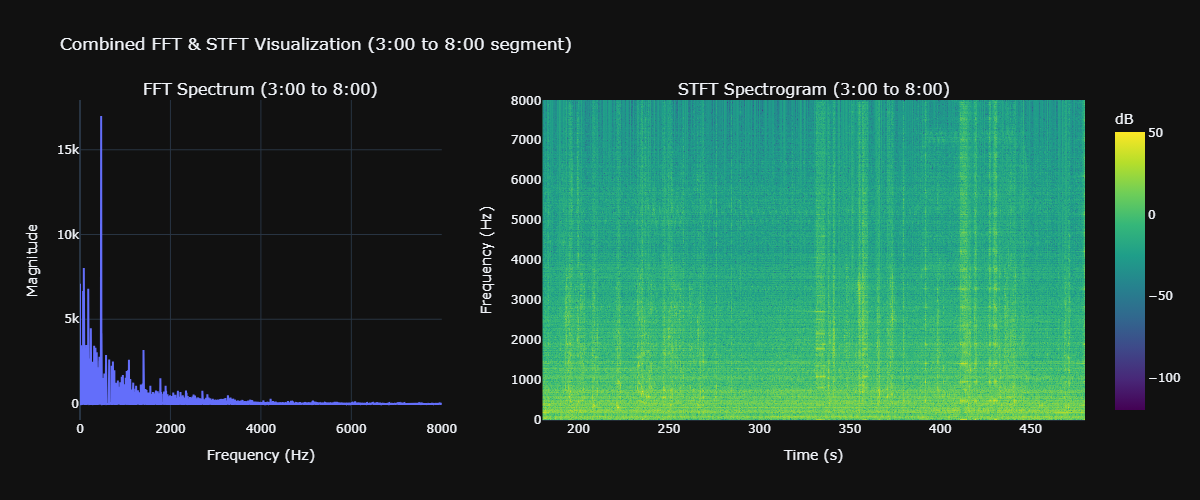 Combined FFT & STFT Visualization (3:00 to 8:00 segment)
FFT Spectrum (3:00 to 8:00)
15k
10k
5k
0
Magnitude
0 2000 4000 6000 8000
Frequency (Hz)
STFT Spectrogram (3:00 to 8:00)
8000
7000
6000
5000
4000
3000
2000
1000
0
Frequency (Hz)
200 250 300 350 400 450
Time (s)
dB
50
0
−50
−100